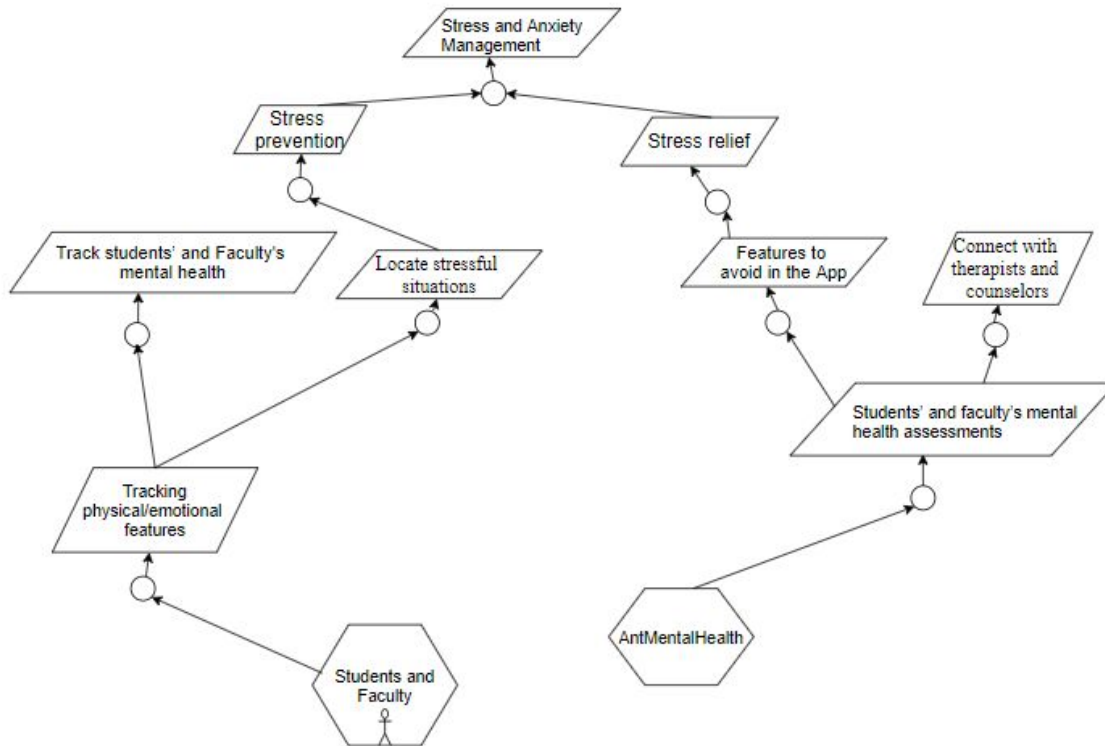 Stress and Anxiety
Management
Stress
prevention
Stress relief
Track students' and Faculty's
mental health
Locate stressful
situations
Features to
avoid in the App
Connect with
therapists and
counselors
Students' and faculty's mental
health assessments
Tracking
physical/emotional
features
AntMentalHealth
Students and
Faculty